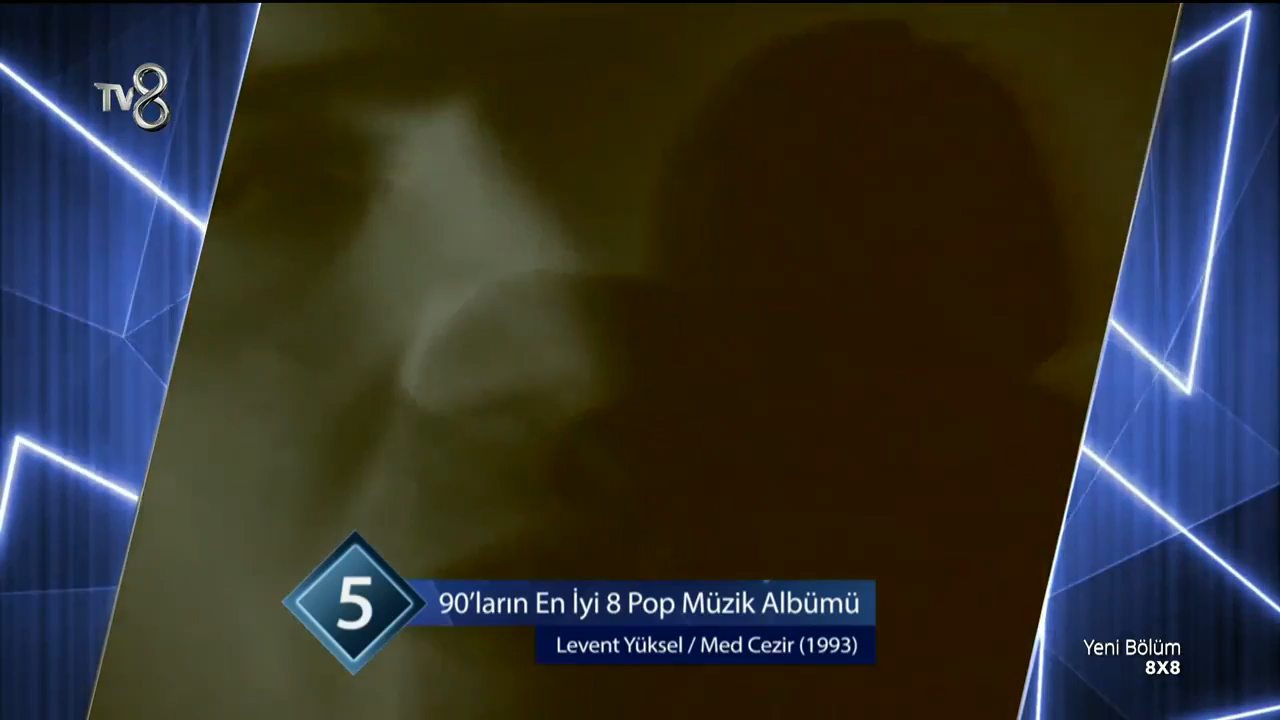 TV8
5
90'ların En İyi 8 Pop Müzik Albümü
Levent Yüksel / Med Cezir (1993)
Yeni Bölüm
8X8